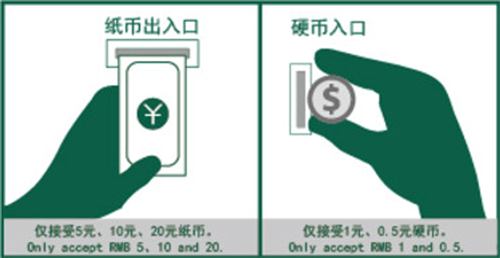 纸币出入口
¥
仅接受5元、10元、20元纸币。
Only accept RMB 5、10 and 20.
硬币入口
$
仅接受1元、0.5元硬币。
Only accept RMB 1 and 0.5.